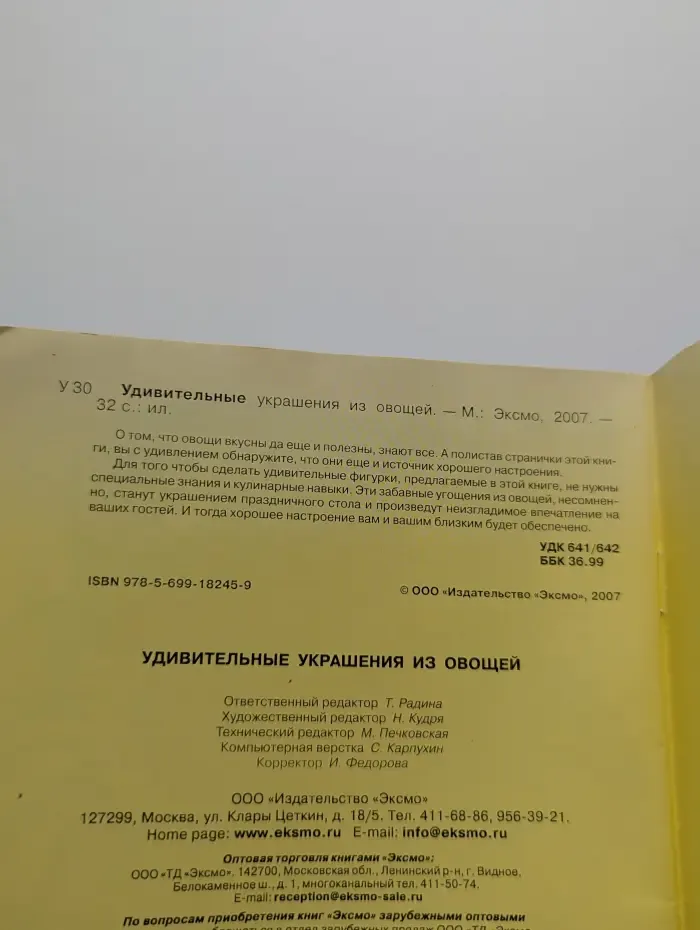 У 30 Удивительные украшения из овощей. — М.: Эксмо, 2007. —
32 с.: ил.
О том, что овощи вкусны да еще и полезны, знают все. А полистав странички этой кни-
ги, вы с удивлением обнаружите, что они еще и источник хорошего настроения.
Для того чтобы сделать удивительные фигурки, предлагаемые в этой книге, не нужны
специальные знания и кулинарные навыки. Эти забавные угощения из овощей, несомнен-
но, станут украшением праздничного стола и произведут неизгладимое впечатление на
ваших гостей. И тогда хорошее настроение вам и вашим близким будет обеспечено.
УДК 641/642
ББК 36.99
ISBN 978-5-699-18245-9
© ООО «Издательство «Эксмо», 2007
УДИВИТЕЛЬНЫЕ УКРАШЕНИЯ ИЗ ОВОЩЕЙ
Ответственный редактор Т. Радина
Художественный редактор Н. Кудря
Технический редактор М. Печковская
Компьютерная верстка С. Карпухин
Корректор И. Федорова
ООО «Издательство «Эксмо»
127299, Москва, ул. Клары Цеткин, д. 18/5. Тел. 411-68-86, 956-39-21.
Home page: www.eksmo.ru E-mail: info@eksmo.ru
Оптовая торговля книгами «Эксмо»:
ООО «ТД «Эксмо». 142700, Московская обл., Ленинский р-н, г. Видное,
Белокаменное ш., д. 1, многоканальный тел. 411-50-74.
E-mail: reception@eksmo-sale.ru
По вопросам приобретения книг «Эксмо» зарубежными оптовыми
обращаться в отдел зарубежных продаж ООО «ТД «Эксмо»